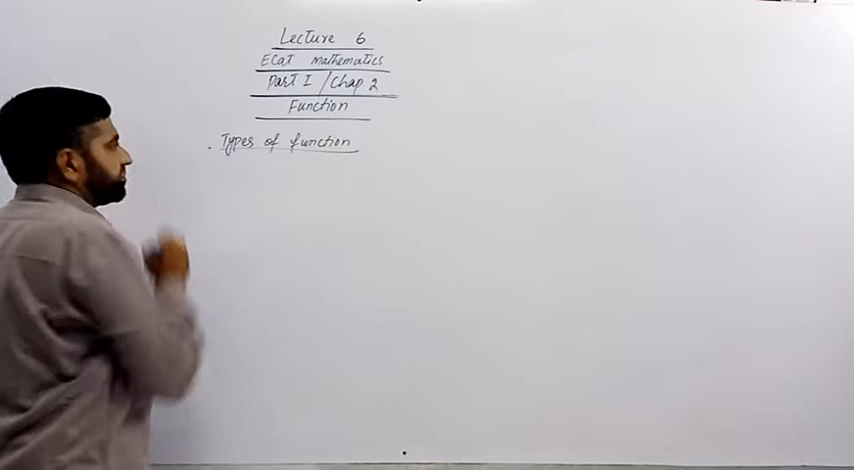 Lecture 6
ECat mathematics
Part I / Chap 2
Function
. Types of function